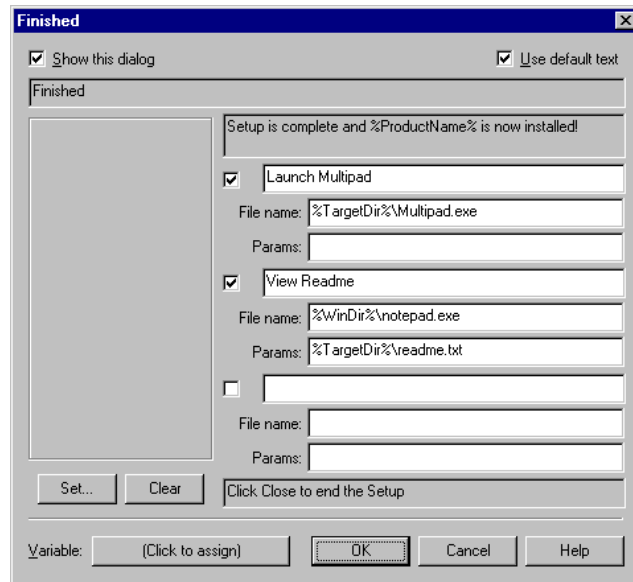 Finished
Show this dialog
Use default text
Finished
Setup is complete and %ProductName% is now installed!
Launch Multipad
File name: %TargetDir%\Multipad.exe
Params:
View Readme
File name: %WinDir%\notepad.exe
Params: %TargetDir%\readme.txt
File name:
Params:
Set... Clear
Click Close to end the Setup
Variable: (Click to assign) OK Cancel Help